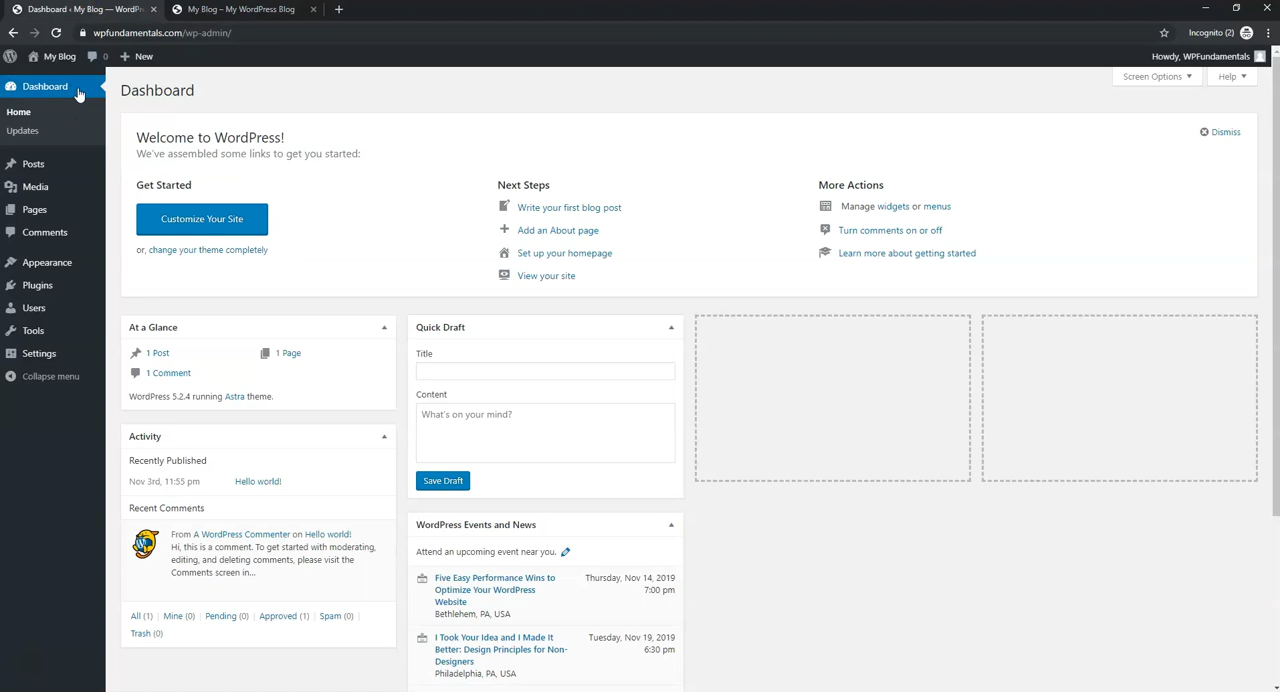 Dashboard ‹ My Blog — WordPr
My Blog – WordPress Blog
wpfundamentals.com/wp-admin/
Incognito (2)
My Blog
0
New
Howdy, WPFundamentals
Dashboard
Home
Updates
Posts
Media
Pages
Comments
Appearance
Plugins
Users
Tools
Settings
Collapse menu
Dashboard
Screen Options
Help
Welcome to WordPress!
We've assembled some links to get you started:
Dismiss
Get Started
Customize Your Site
or, change your theme completely
Next Steps
Write your first blog post
Add an About page
Set up your homepage
View your site
More Actions
Manage widgets or menus
Turn comments on or off
Learn more about getting started
At a Glance
1 Post
1 Page
1 Comment
WordPress 5.2.4 running Astra theme.
Activity
Recently Published
Nov 3rd, 11:55 pm
Hello world!
Recent Comments
From A WordPress Commenter on Hello world!
Hi, this is a comment. To get started with moderating,
editing, and deleting comments, please visit the
Comments screen in...
All (1) | Mine (0) | Pending (0) | Approved (1) | Spam (0) |
Trash (0)
Quick Draft
Title
Content
What's on your mind?
Save Draft
WordPress Events and News
Attend an upcoming event near you.
Five Easy Performance Wins to
Optimize Your WordPress
Website
Bethlehem, PA, USA
Thursday, Nov 14, 2019
7:00 pm
I Took Your Idea and I Made It
Better: Design Principles for Non-
Designers
Philadelphia, PA, USA
Tuesday, Nov 19, 2019
6:30 pm